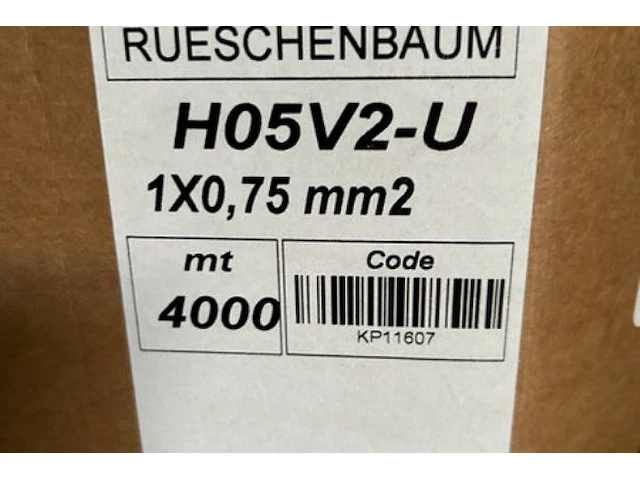 RUESCHENBAUM
H05V2-U
1X0,75 mm2
mt
4000
Code
KP11607